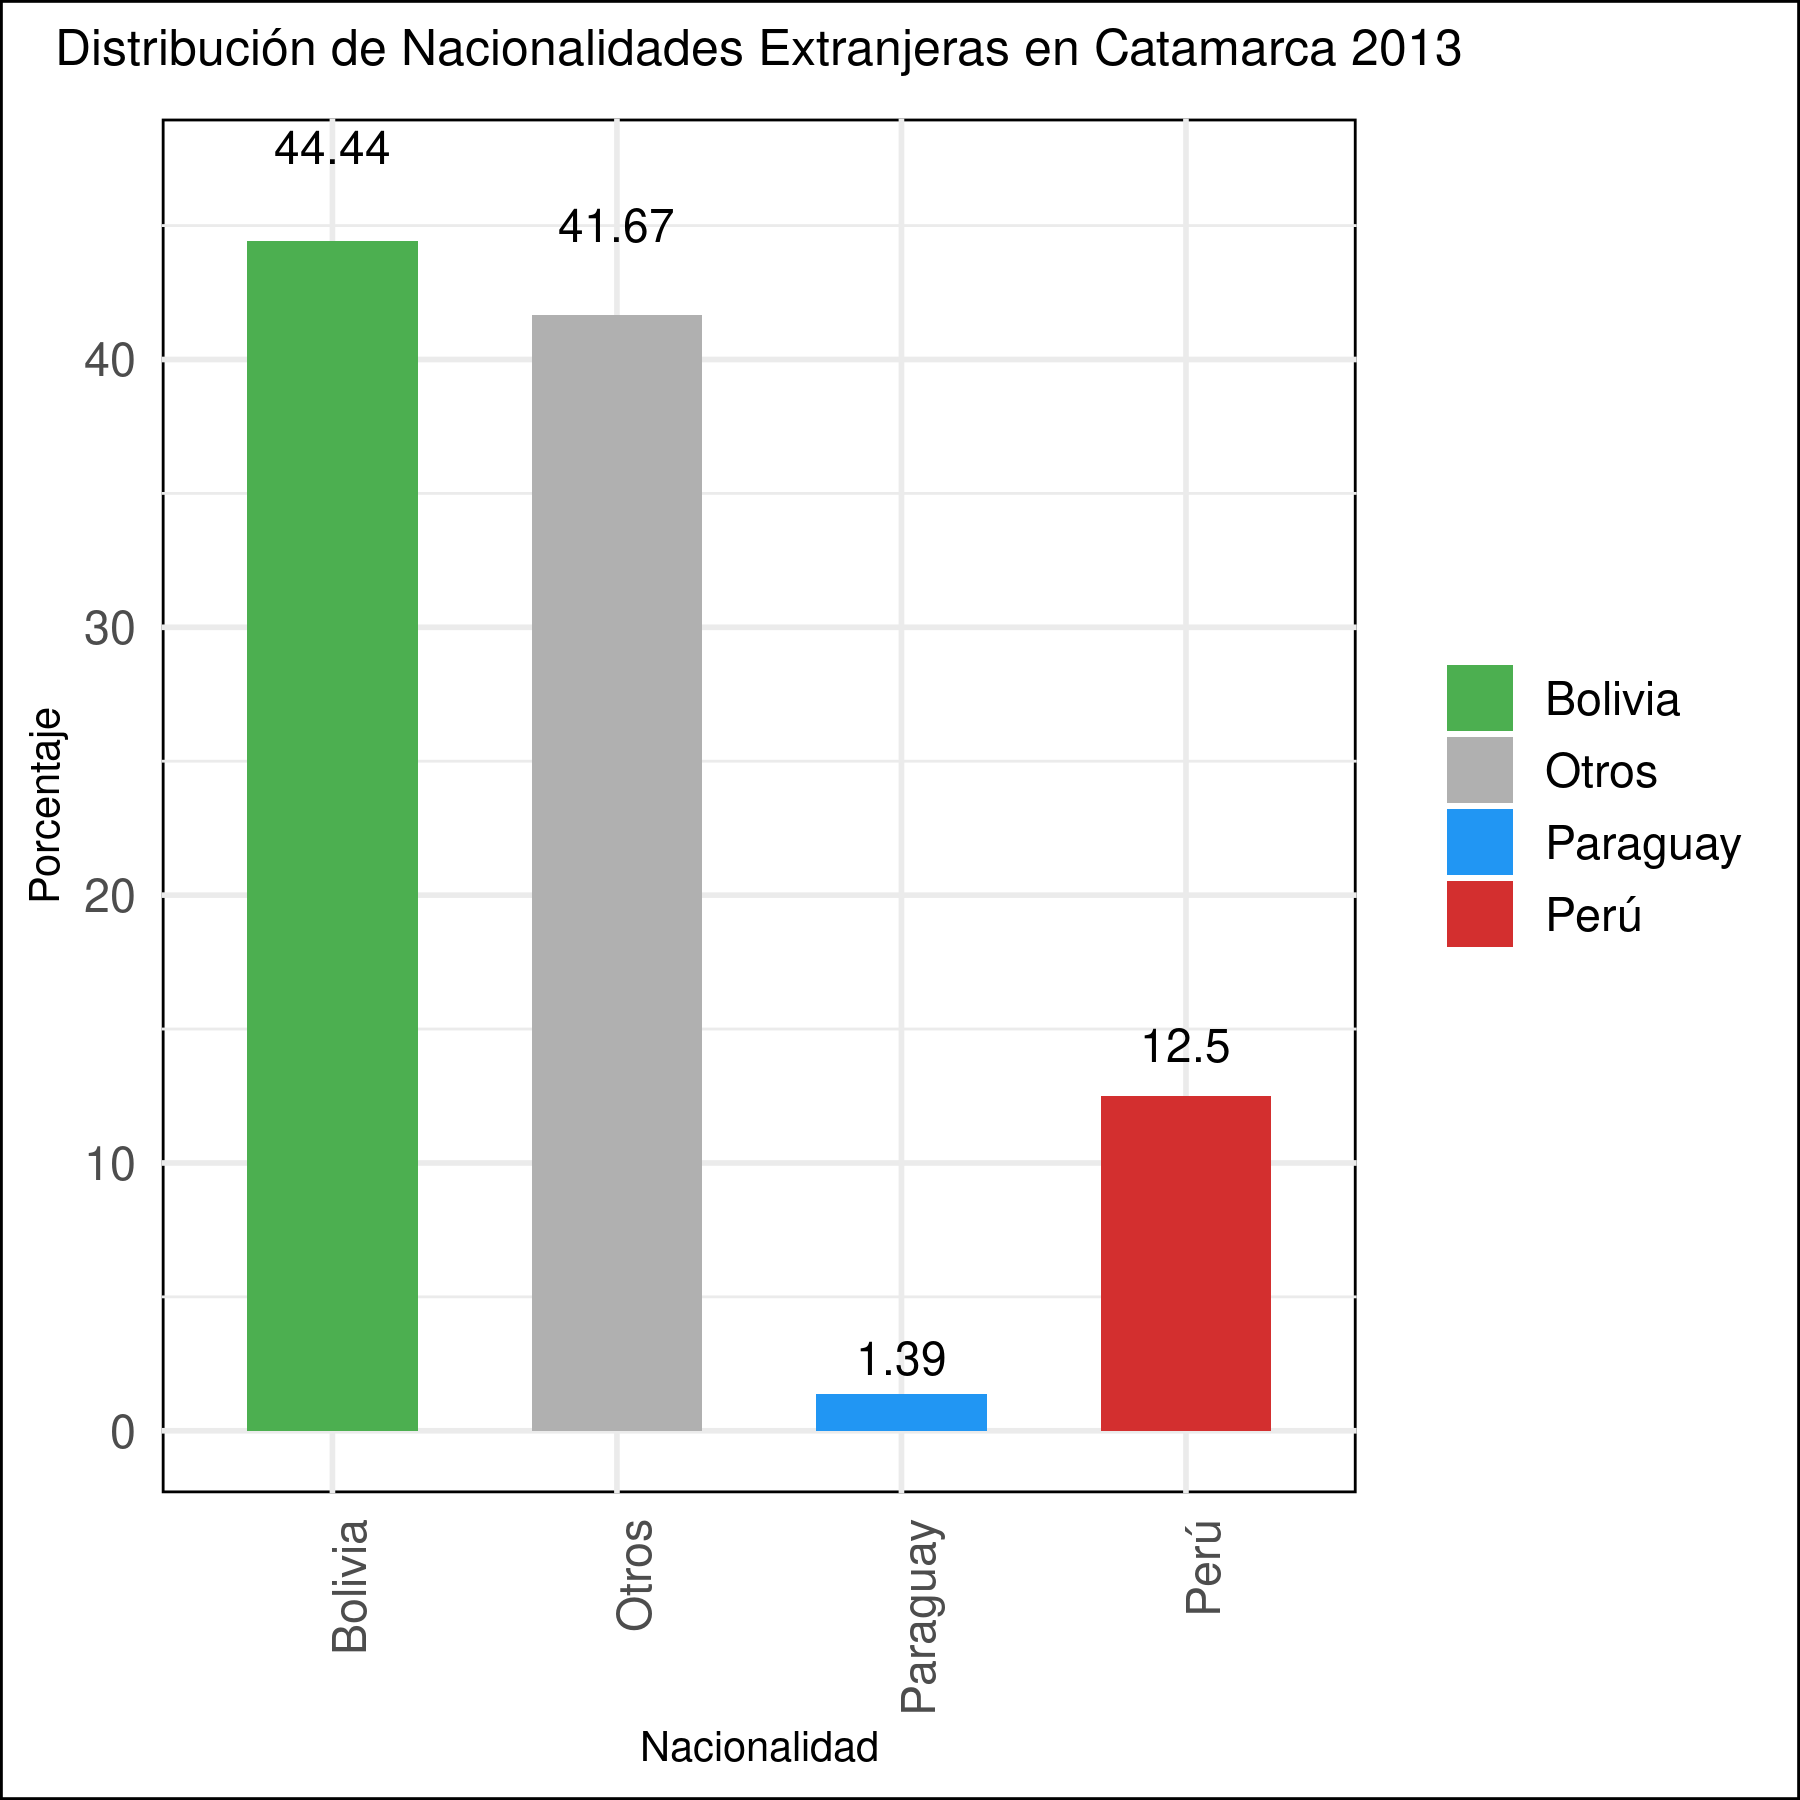 Distribución de Nacionalidades Extranjeras en Catamarca 2013
44.44
41.67
40
30
20
10
0
12.5
1.39
Porcentaje
Bolivia
Otros
Paraguay
Perú
Nacionalidad
Bolivia
Otros
Paraguay
Perú